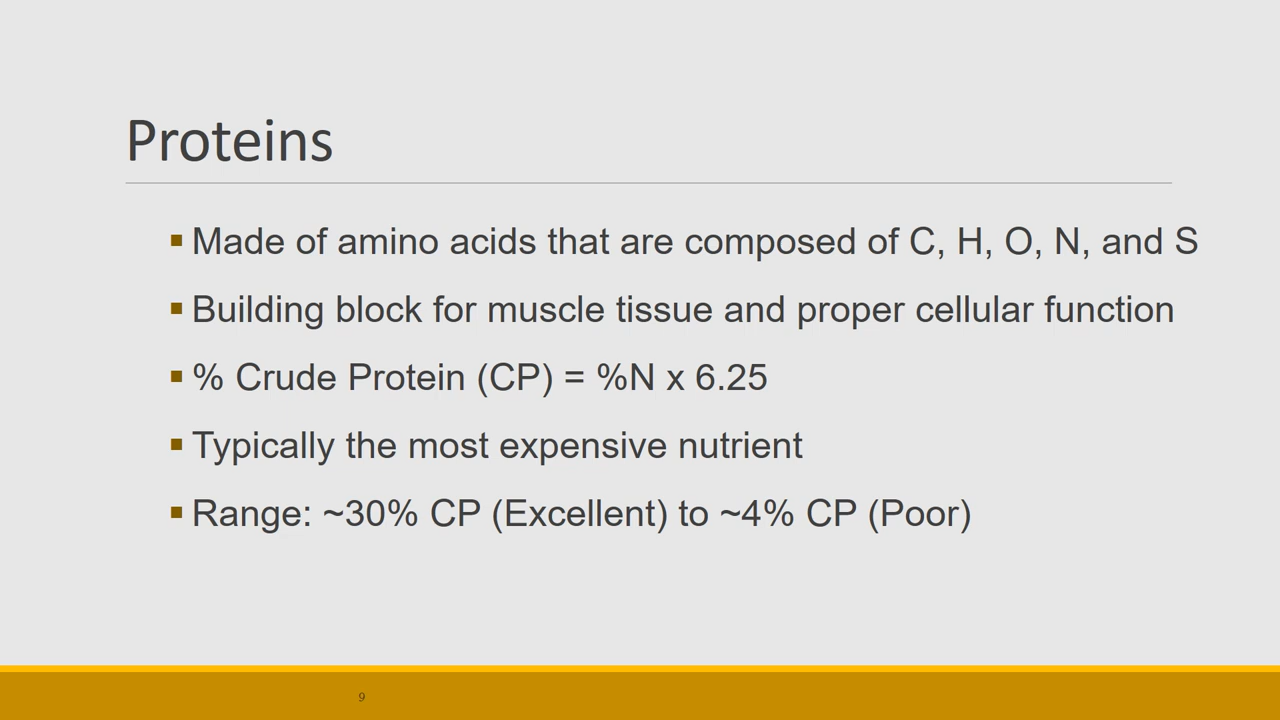 Proteins
▪ Made of amino acids that are composed of C, H, O, N, and S
▪ Building block for muscle tissue and proper cellular function
▪ % Crude Protein (CP) = %N x 6.25
▪ Typically the most expensive nutrient
▪ Range: ~30% CP (Excellent) to ~4% CP (Poor)
9